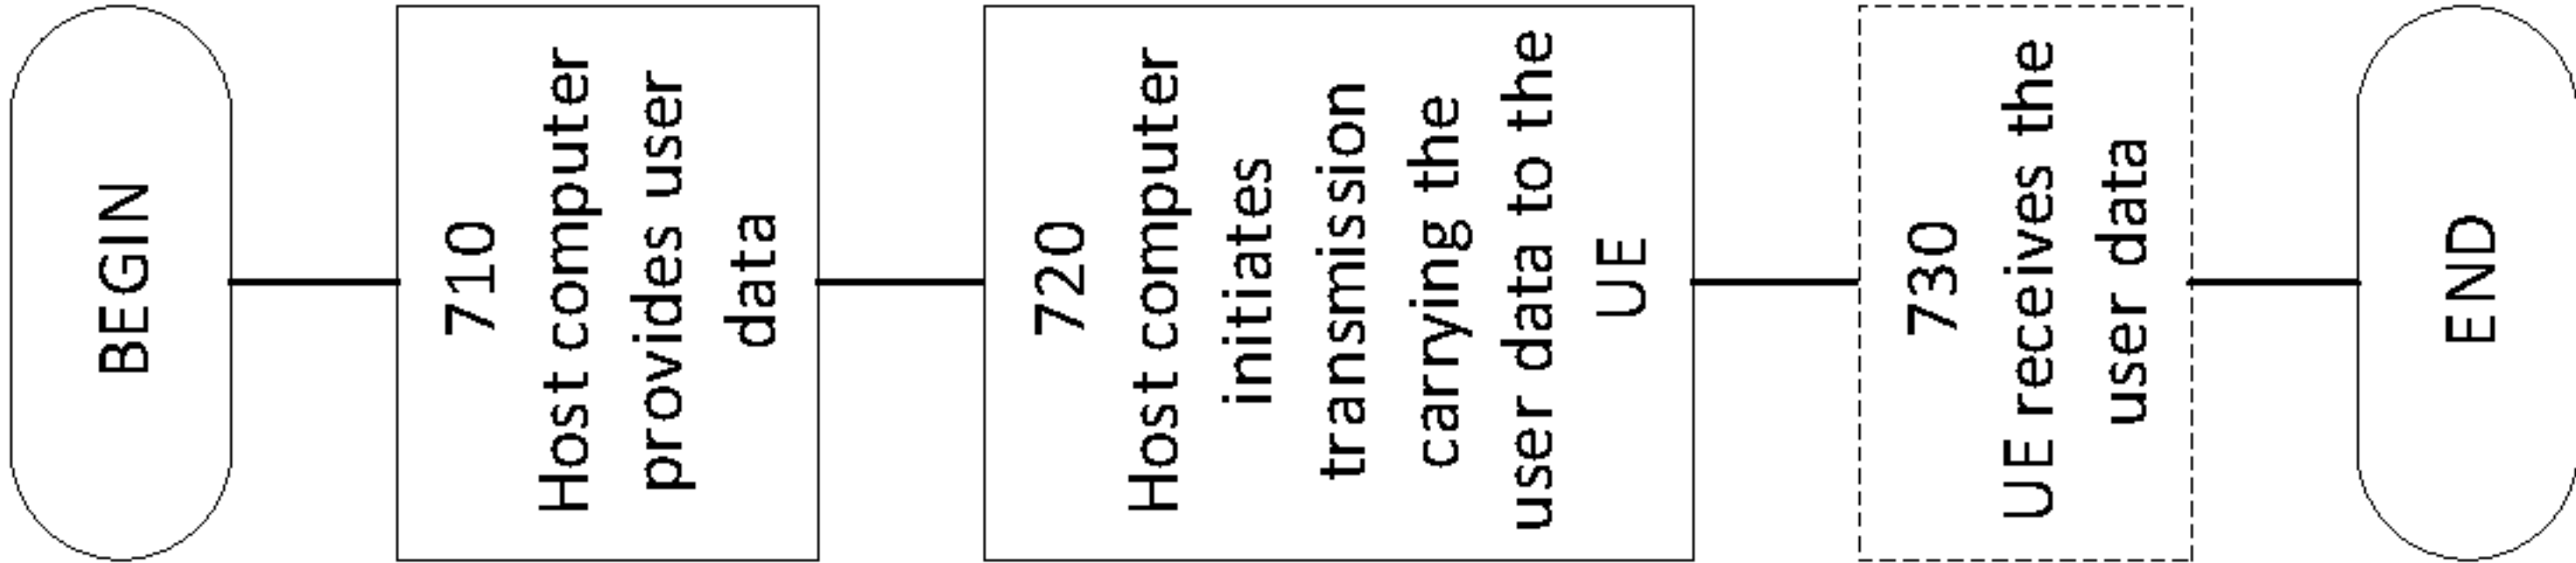 BEGIN
710
Host computer
provides user
data
720
Host computer
initiates
transmission
carrying the
user data to the
UE
730
UE receives the
user data
END